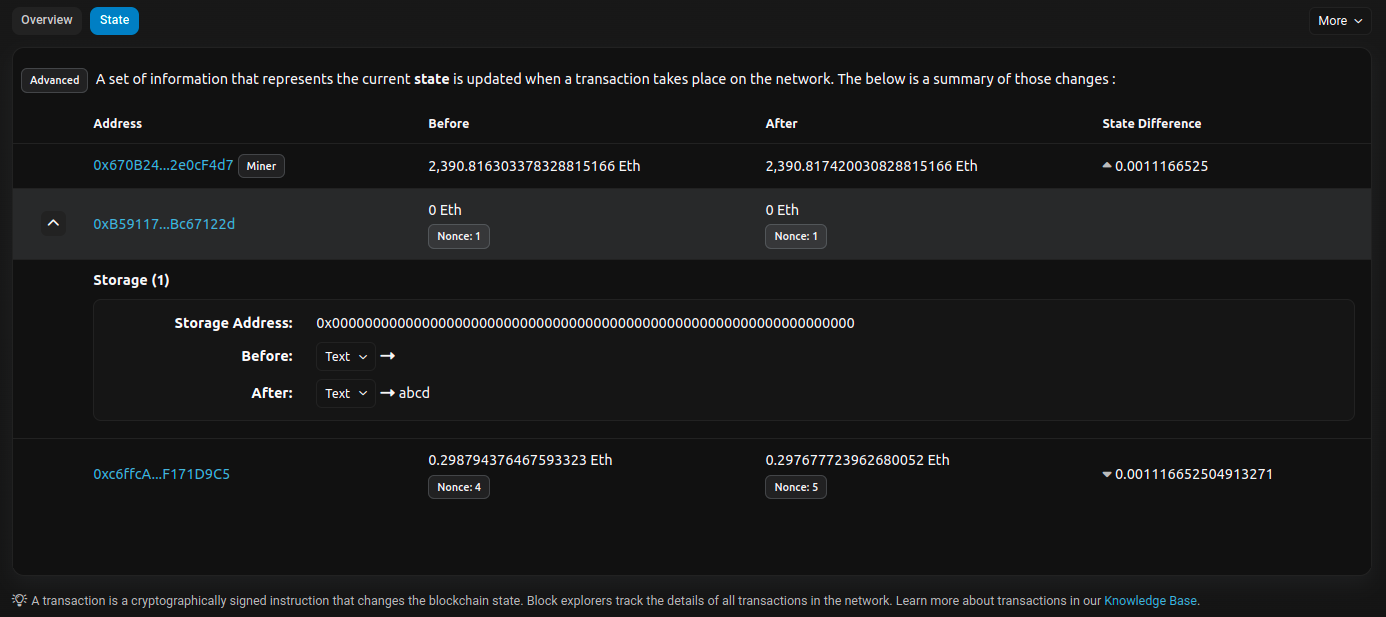 Overview State More
Advanced A set of information that represents the current state is updated when a transaction takes place on the network. The below is a summary of those changes :
Address Before After State Difference
0x670B24...2e0cF4d7 Miner 2,390.816303378328815166 Eth 2,390.817420030828815166 Eth 0.0011166525
0xB59117...Bc67122d 0 Eth 0 Eth
Nonce: 1 Nonce: 1
Storage (1)
Storage Address: 0x0000000000000000000000000000000000000000000000000000000000000000
Before: Text ➞
After: Text ➞ abcd
0xc6ffcA...F171D9C5 0.298794376467593323 Eth 0.297677723962680052 Eth 0.001116652504913271
Nonce: 4 Nonce: 5
A transaction is a cryptographically signed instruction that changes the blockchain state. Block explorers track the details of all transactions in the network. Learn more about transactions in our Knowledge Base.